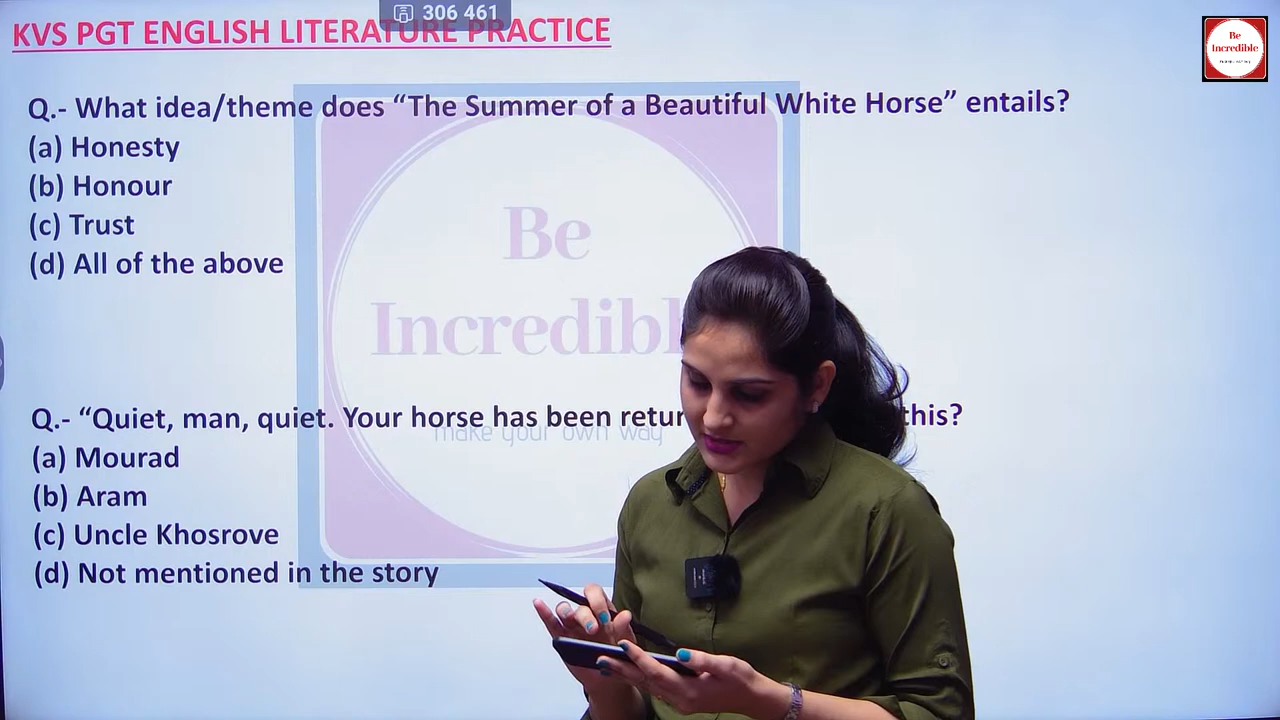 306 461
KVS PGT ENGLISH LITERATURE PRACTICE
Be
Incredible
Q.- What idea/theme does “The Summer of a Beautiful White Horse” entails?
(a) Honesty
(b) Honour
(c) Trust
(d) All of the above
Be
Incredibl
Q.- “Quiet, man, quiet. Your horse has been retur this?
make your own way
(a) Mourad
(b) Aram
(c) Uncle Khosrove
(d) Not mentioned in the story